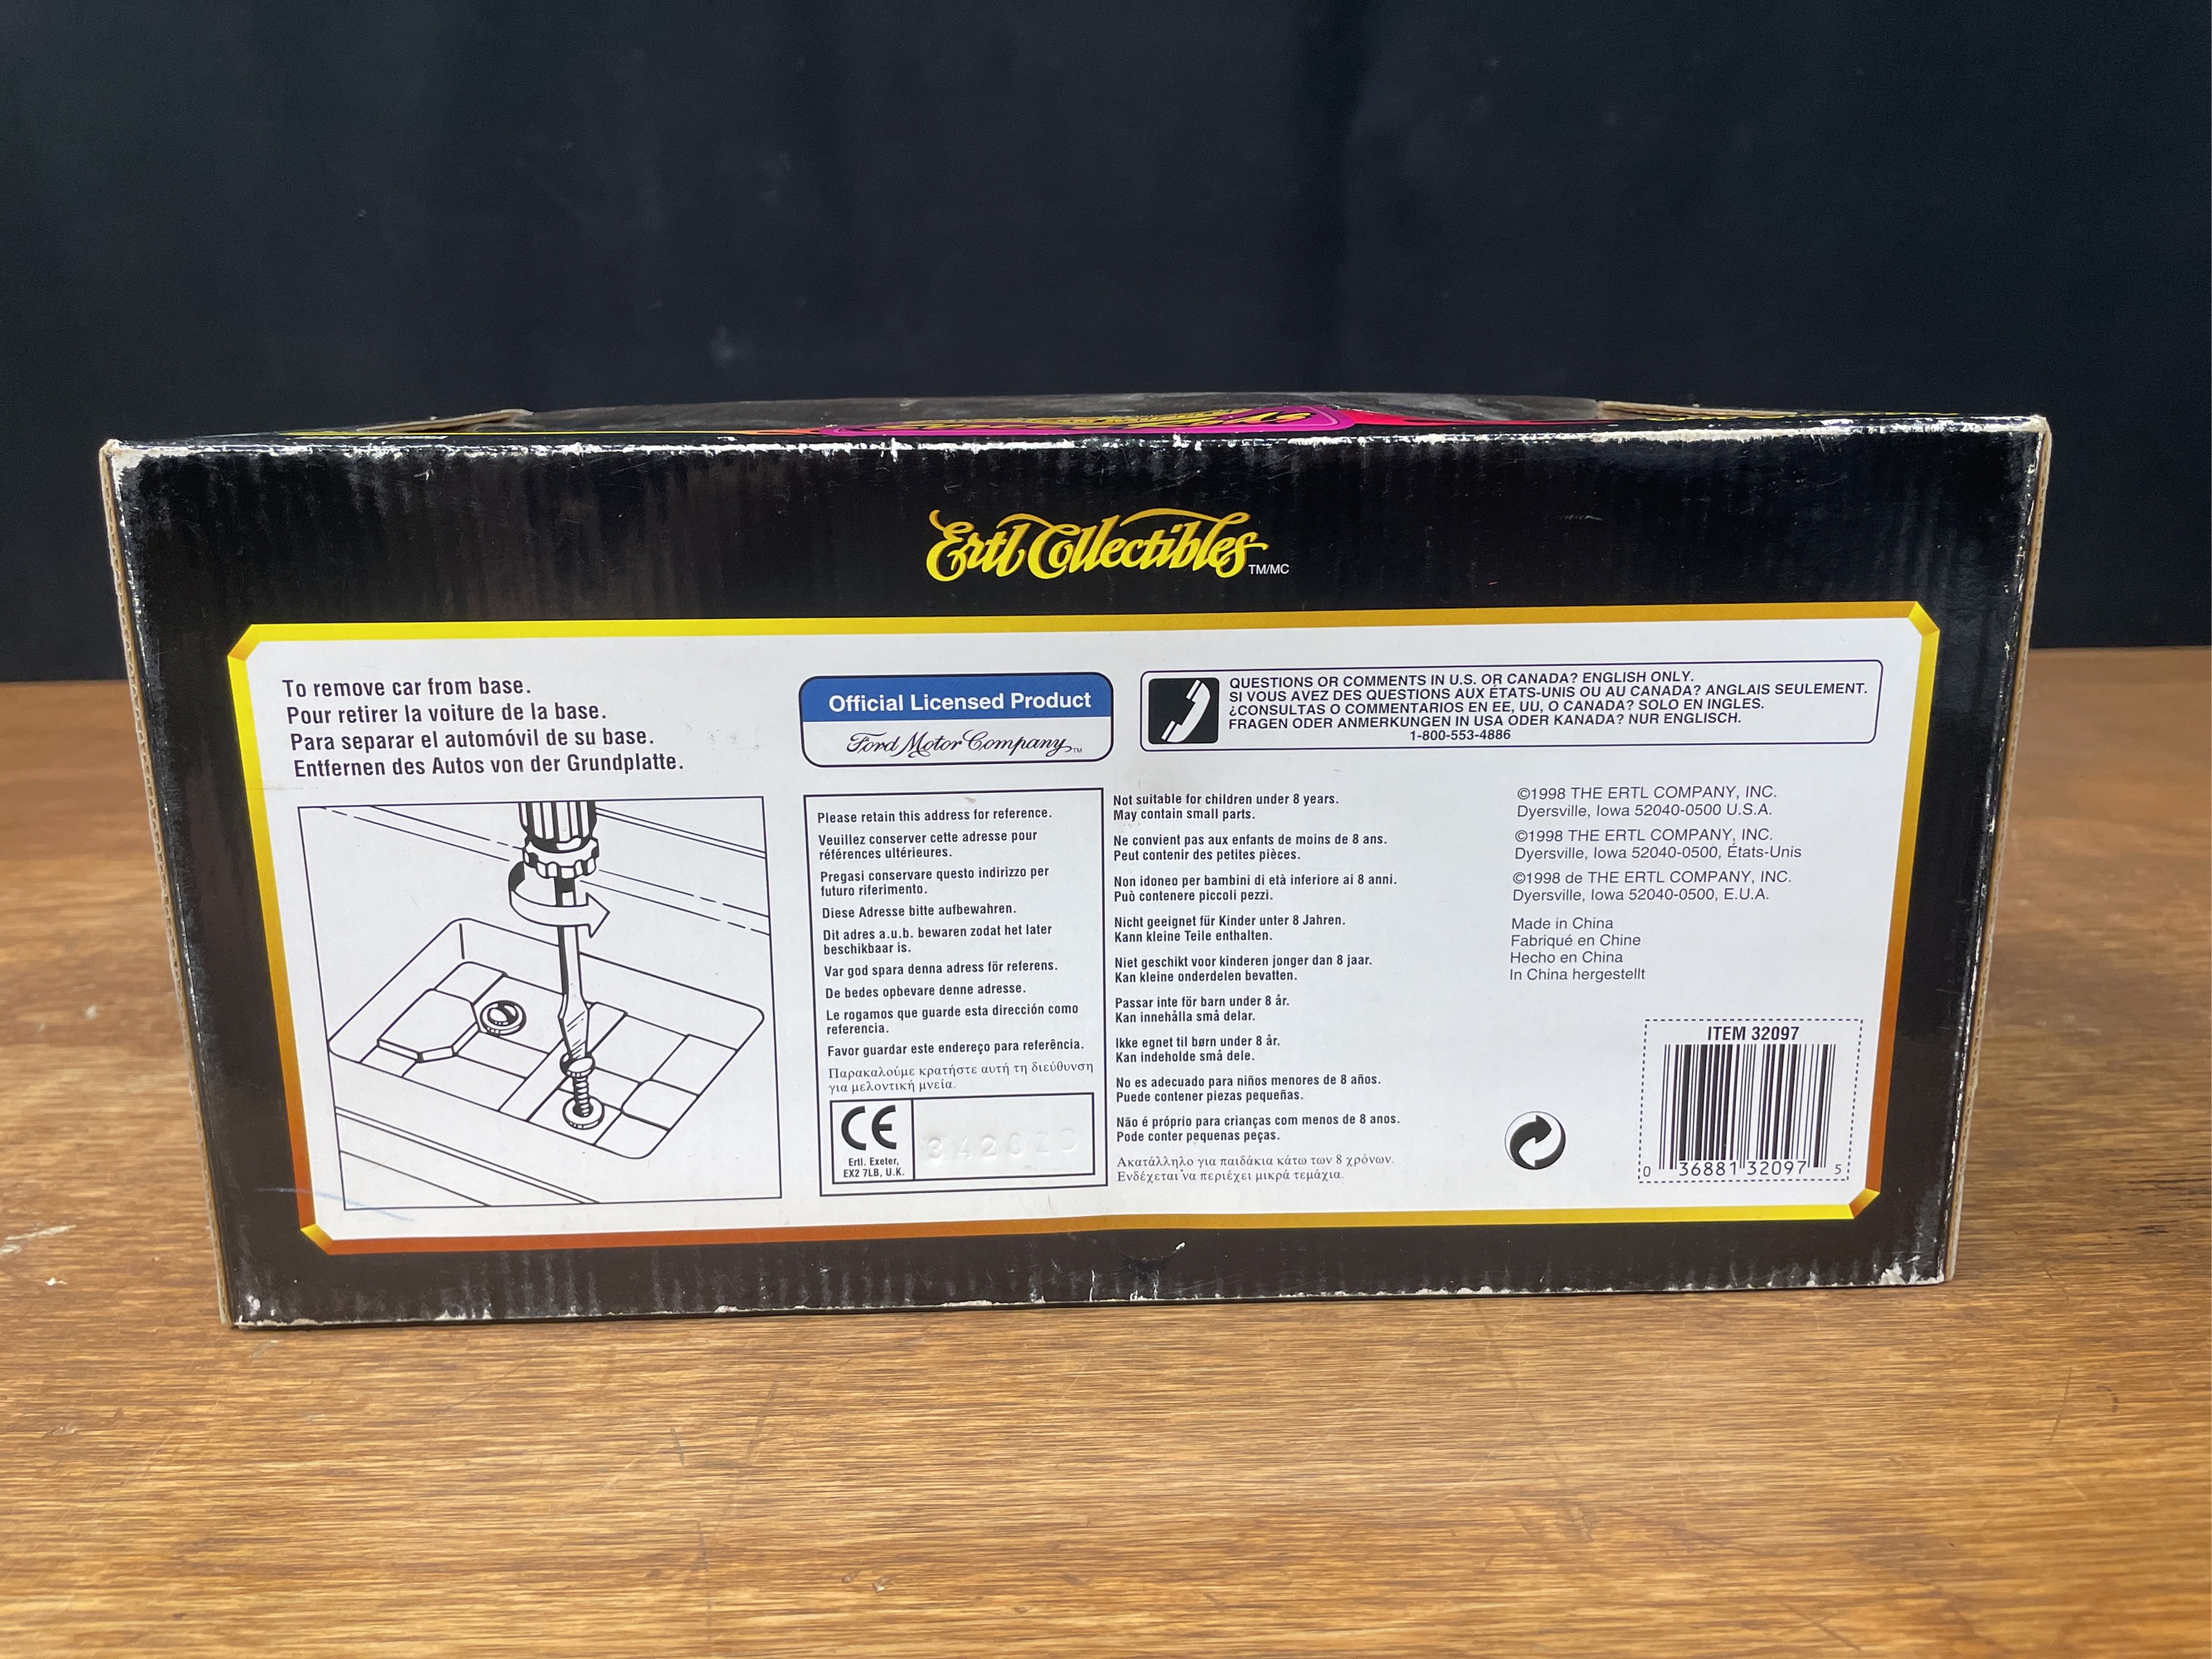 Ertl Collectibles TM/MC
To remove car from base.
Pour retirer la voiture de la base.
Para separar el automóvil de su base.
Entfernen des Autos von der Grundplatte.
Official Licensed Product
Ford Motor Company TM
QUESTIONS OR COMMENTS IN U.S. OR CANADA? ENGLISH ONLY.
SI VOUS AVEZ DES QUESTIONS AUX ÉTATS-UNIS OU AU CANADA? ANGLAIS SEULEMENT.
¿CONSULTAS O COMMENTARIOS EN EE, UU, O CANADA? SOLO EN INGLES.
FRAGEN ODER ANMERKUNGEN IN USA ODER KANADA? NUR ENGLISCH.
1-800-553-4886
Please retain this address for reference.
Veuillez conserver cette adresse pour
références ultérieures.
Pregasi conservare questo indirizzo per
futuro riferimento.
Diese Adresse bitte aufbewahren.
Dit adres a.u.b. bewaren zodat het later
beschikbaar is.
Var god spara denna adress för referens.
De bedes opbevare denne adresse.
Le rogamos que guarde esta dirección como
referencia.
Favor guardar este endereço para referência.
Παρακαλούμε κρατήστε αυτή τη διεύθυνση
για μελοντική μνεία.
CE
Ertl. Exeter,
EX2 7LB, U.K.
Not suitable for children under 8 years.
May contain small parts.
Ne convient pas aux enfants de moins de 8 ans.
Peut contenir des petites pièces.
Non idoneo per bambini di età inferiore ai 8 anni.
Può contenere piccoli pezzi.
Nicht geeignet für Kinder unter 8 Jahren.
Kann kleine Teile enthalten.
Niet geschikt voor kinderen jonger dan 8 jaar.
Kan kleine onderdelen bevatten.
Passar inte för barn under 8 år.
Kan innehålla små delar.
Ikke egnet til børn under 8 år.
Kan indeholde små dele.
No es adecuado para niños menores de 8 años.
Puede contener piezas pequeñas.
Não é próprio para crianças com menos de 8 anos.
Pode conter pequenas peças.
Ακατάλληλο για παιδάκια κάτω των 8 χρόνων.
Ενδέχεται να περιέχει μικρά τεμάχια.
©1998 THE ERTL COMPANY, INC.
Dyersville, Iowa 52040-0500 U.S.A.
©1998 THE ERTL COMPANY, INC.
Dyersville, Iowa 52040-0500, États-Unis
©1998 de THE ERTL COMPANY, INC.
Dyersville, Iowa 52040-0500, E.U.A.
Made in China
Fabriqué en Chine
Hecho en China
In China hergestellt
ITEM 32097
0 36881 32097 5